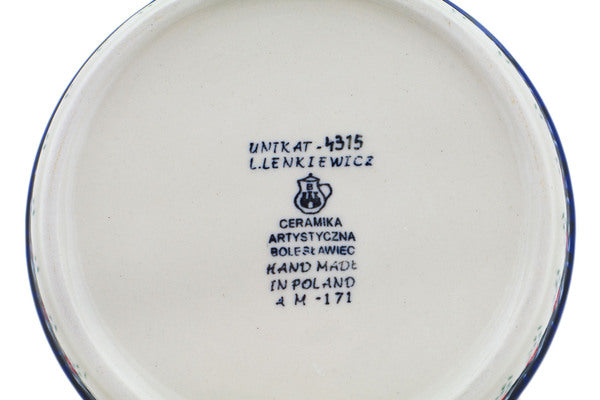 UNIKAT - 4315
L.LENKIEWICZ
B
CERAMIKA
ARTYSTYCZNA
BOLESŁAWIEC
HAND MADE
IN POLAND
A M - 171